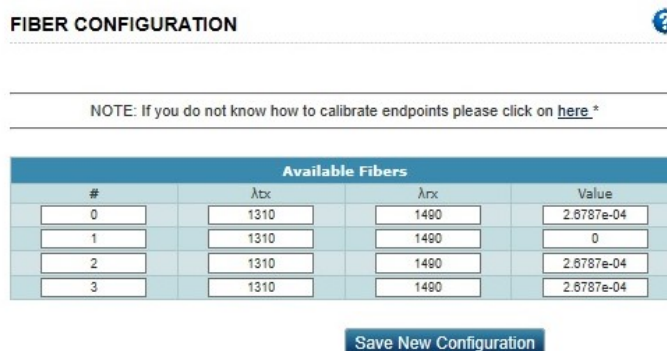 FIBER CONFIGURATION
?
NOTE: If you do not know how to calibrate endpoints please click on here *
Available Fibers
# λtx λrx Value
0 1310 1490 2.6787e-04
1 1310 1490 0
2 1310 1490 2.6787e-04
3 1310 1490 2.6787e-04
Save New Configuration